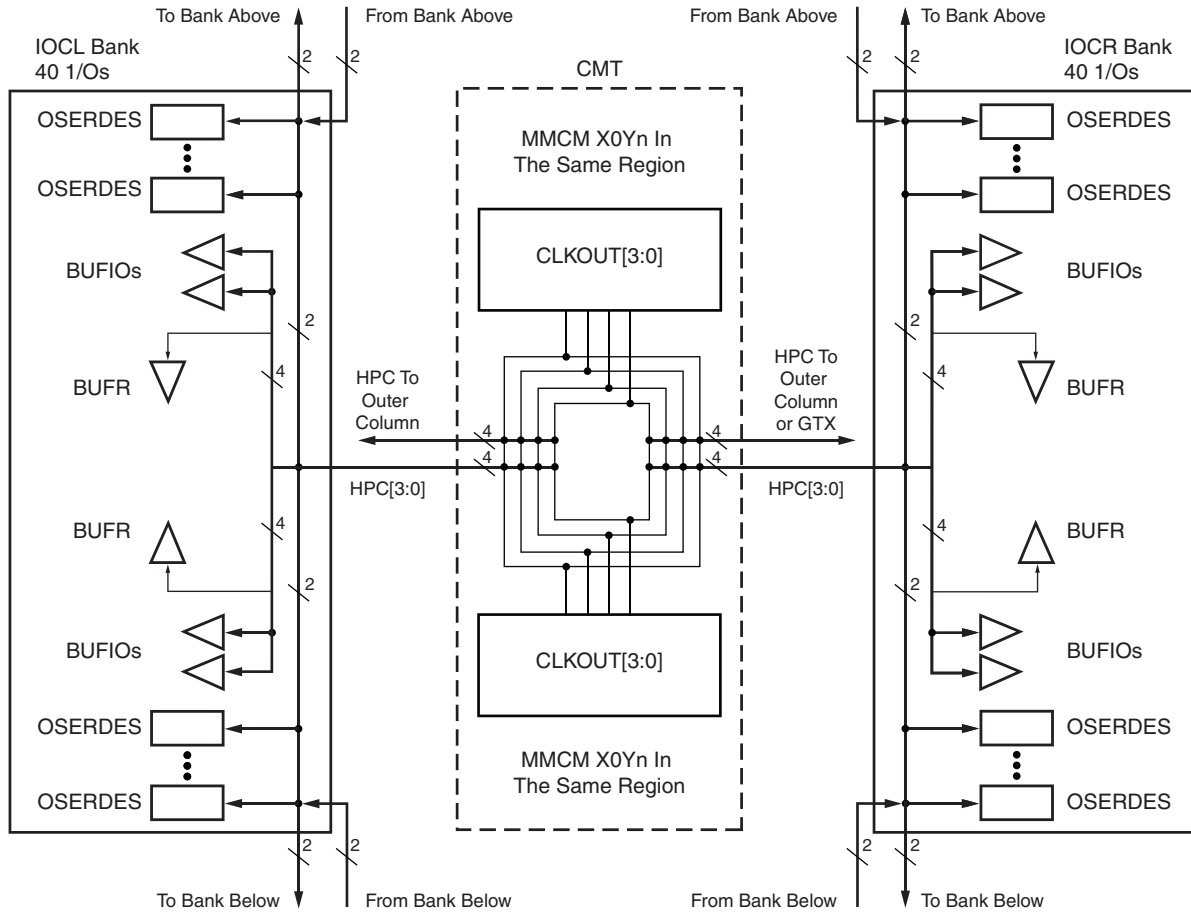 To Bank Above
From Bank Above
From Bank Above
To Bank Above
2
2
2
2
IOCL Bank
40 1/Os
CMT
IOCR Bank
40 1/Os
OSERDES
OSERDES
MMCM X0Yn In
The Same Region
OSERDES
OSERDES
BUFIOs
CLKOUT[3:0]
BUFIOs
2
2
BUFR
4
HPC To
Outer
Column
HPC To
Outer
Column
or GTX
4
BUFR
4
4
4
4
HPC[3:0]
HPC[3:0]
BUFR
4
4
BUFR
2
2
BUFIOs
CLKOUT[3:0]
BUFIOs
OSERDES
OSERDES
MMCM X0Yn In
The Same Region
OSERDES
OSERDES
2
2
2
2
To Bank Below
From Bank Below
From Bank Below
To Bank Below